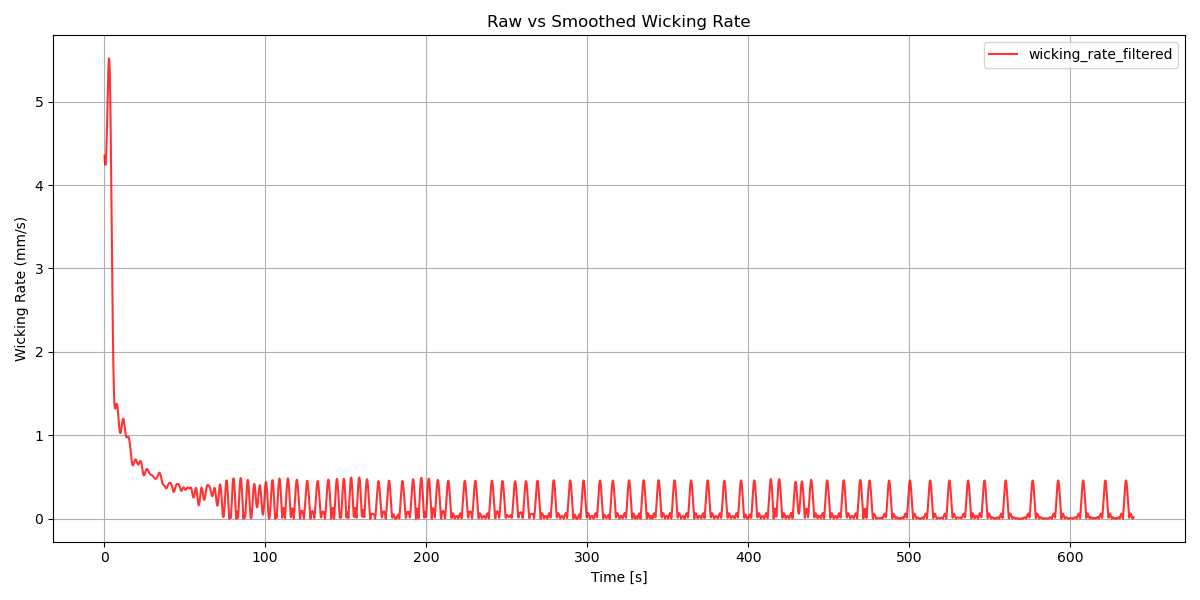 Raw vs Smoothed Wicking Rate
wicking_rate_filtered
Wicking Rate (mm/s)
5
4
3
2
1
0
0 100 200 300 400 500 600
Time [s]